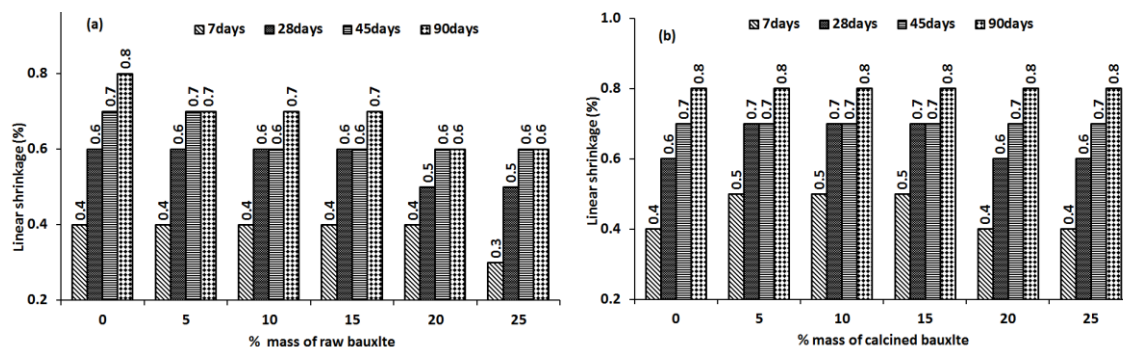 (a)
7days 28days 45days 90days
Linear shrinkage (%)
0.8
0.6
0.4
0.2
0.4 0.6 0.7 0.8
0.4 0.6 0.7 0.7
0.4 0.6 0.6 0.7
0.4 0.6 0.6 0.7
0.4 0.5 0.6 0.6
0.3 0.5 0.6 0.6
0 5 10 15 20 25
% mass of raw bauxIte
(b)
7days 28days 45days 90days
Linear shrinkage (%)
1.0
0.8
0.6
0.4
0.2
0.4 0.6 0.7 0.8
0.5 0.7 0.7 0.8
0.5 0.7 0.7 0.8
0.5 0.7 0.7 0.8
0.4 0.6 0.7 0.8
0.4 0.6 0.7 0.8
0 5 10 15 20 25
% mass of calcined bauxIte